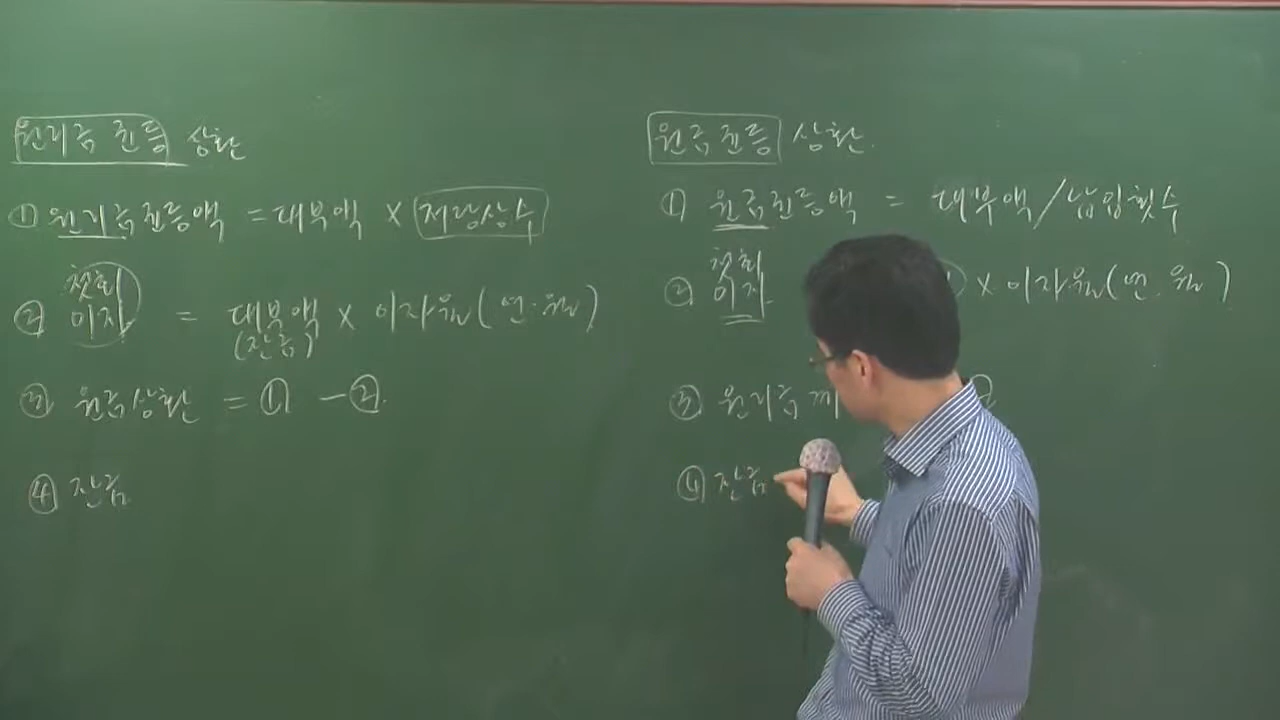 원리금 균등 상환
① 원리금균등액 = 대부액 × 저당상수
② 첫회 이자 = 대부액 (잔금) × 이자율(연·월)
③ 원금상환 = ① - ②
④ 잔금
원금균등 상환
① 원금균등액 = 대부액/납입횟수
② 첫회 이자 × 이자율(연·월)
③ 원리금
④ 잔금